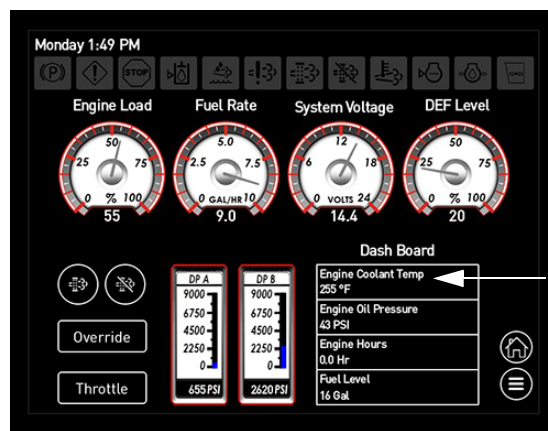 Monday 1:49 PM
(P) STOP
Engine Load Fuel Rate System Voltage DEF Level
50 5.0 12 50
25 75 2.5 7.5 6 18 25 75
0 % 100 0 GAL/HR 10 0 VOLTS 24 0 % 100
55 9.0 14.4 20
Dash Board
Engine Coolant Temp
255 °F
Engine Oil Pressure
43 PSI
Engine Hours
0.0 Hr
Fuel Level
16 Gal
DP A DP B
9000 9000
6750 6750
4500 4500
2250 2250
0 0
655 PSI 2620 PSI
Override
Throttle